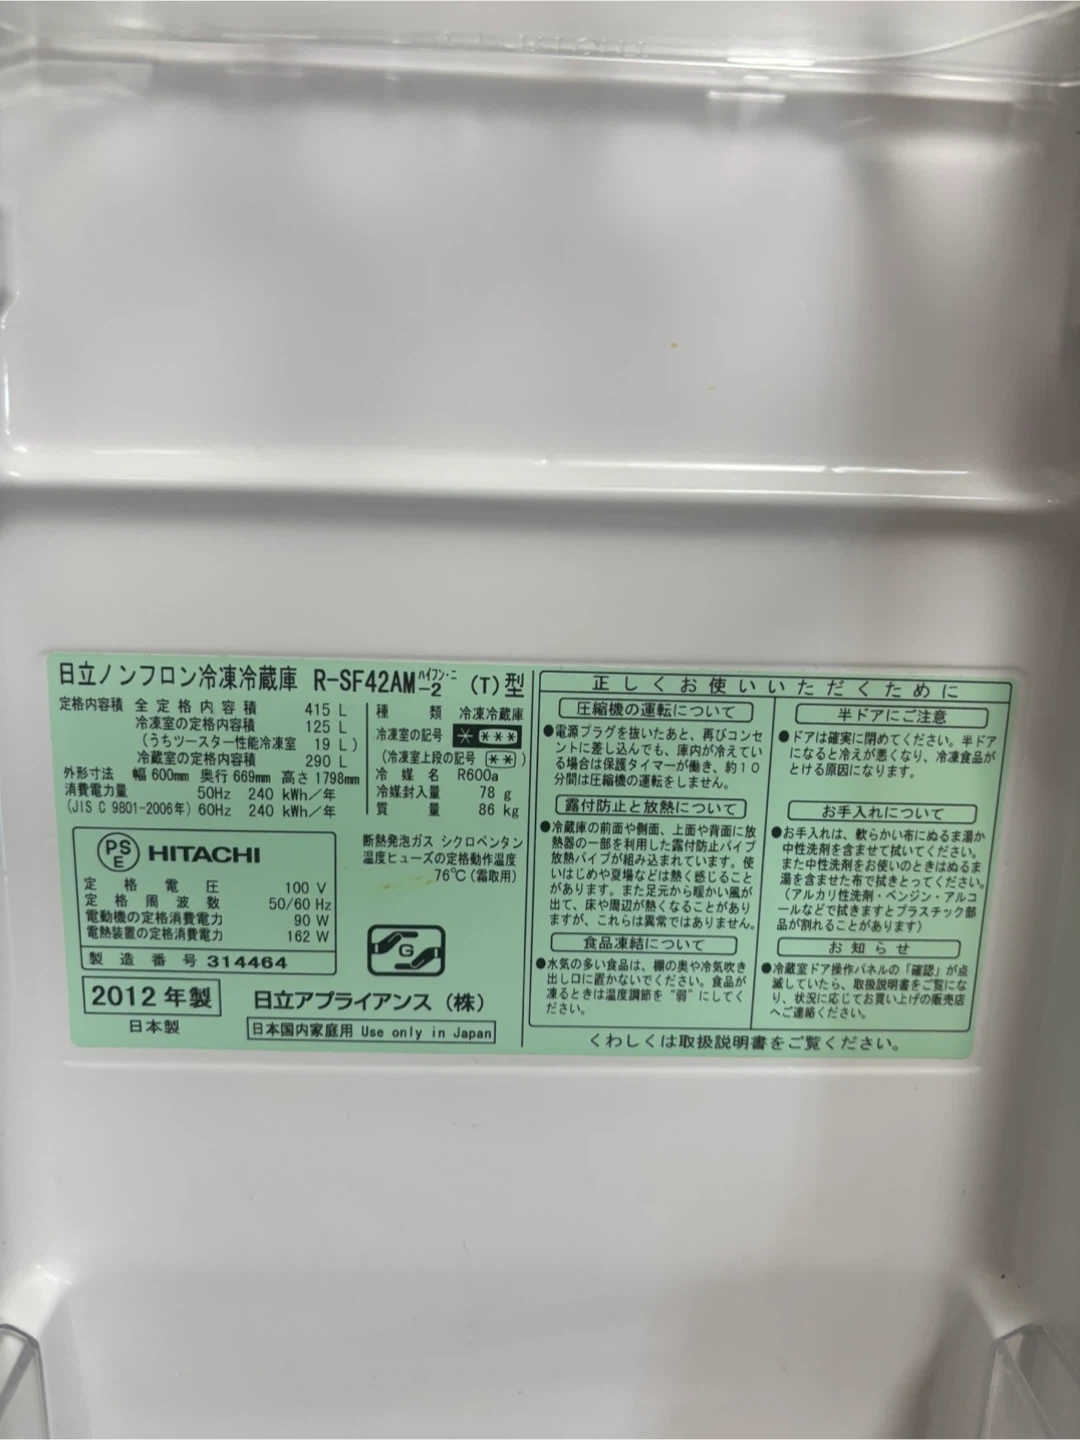 日立ノンフロン冷凍冷蔵庫 R-SF42AM-2 ハイフン・ニ (T)型
定格内容積 全定格内容積 415 L
冷凍室の定格内容積 125 L
(うちツースター性能冷凍室 19 L)
冷蔵室の定格内容積 290 L
外形寸法 幅 600mm 奥行 669mm 高さ 1798mm
消費電力量 50Hz 240 kWh/年
(JIS C 9801-2006年) 60Hz 240 kWh/年
種類 冷凍冷蔵庫
冷凍室の記号 * ***
(冷凍室上段の記号 **)
冷媒名 R600a
冷媒封入量 78 g
質量 86 kg
PS
E
HITACHI
定格電圧 100 V
定格周波数 50/60 Hz
電動機の定格消費電力 90 W
電熱装置の定格消費電力 162 W
製造番号 314464
断熱発泡ガス シクロペンタン
温度ヒューズの定格動作温度
76℃(霜取用)
G
2012年製
日本製
日立アプライアンス(株)
日本国内家庭用 Use only in Japan
正しくお使いいただくために
圧縮機の運転について
●電源プラグを抜いたあと、再びコンセ
ントに差し込んでも、庫内が冷えてい
る場合は保護タイマーが働き、約10
分間は圧縮機の運転をしません。
露付防止と放熱について
●冷蔵庫の前面や側面、上面や背面に放
熱器の一部を利用した露付防止パイプ
放熱パイプが組み込まれています。使
いはじめや夏場などは熱く感じること
があります。また足元から暖かい風が
出て、床や周辺が熱くなることがあり
ますが、これらは異常ではありません。
食品凍結について
●水気の多い食品は、棚の奥や冷気吹き
出し口に置かないでください。食品が
凍るときは温度調節を“弱”にしてく
ださい。
半ドアにご注意
●ドアは確実に閉めてください。半ドア
になると冷えが悪くなり、冷凍食品が
とける原因になります。
お手入れについて
●お手入れは、軟らかい布にぬるま湯か
中性洗剤を含ませて拭いてください。
また中性洗剤をお使いのときはぬるま
湯を含ませた布で拭きとってください。
(アルカリ性洗剤・ベンジン・アルコ
ールなどで拭きますとプラスチック部
品が割れることがあります)
お知らせ
●冷蔵室ドア操作パネルの「確認」が点
滅していたら、取扱説明書をご覧にな
り、状況に応じてお買い上げの販売店
へご連絡ください。
くわしくは取扱説明書をご覧ください。